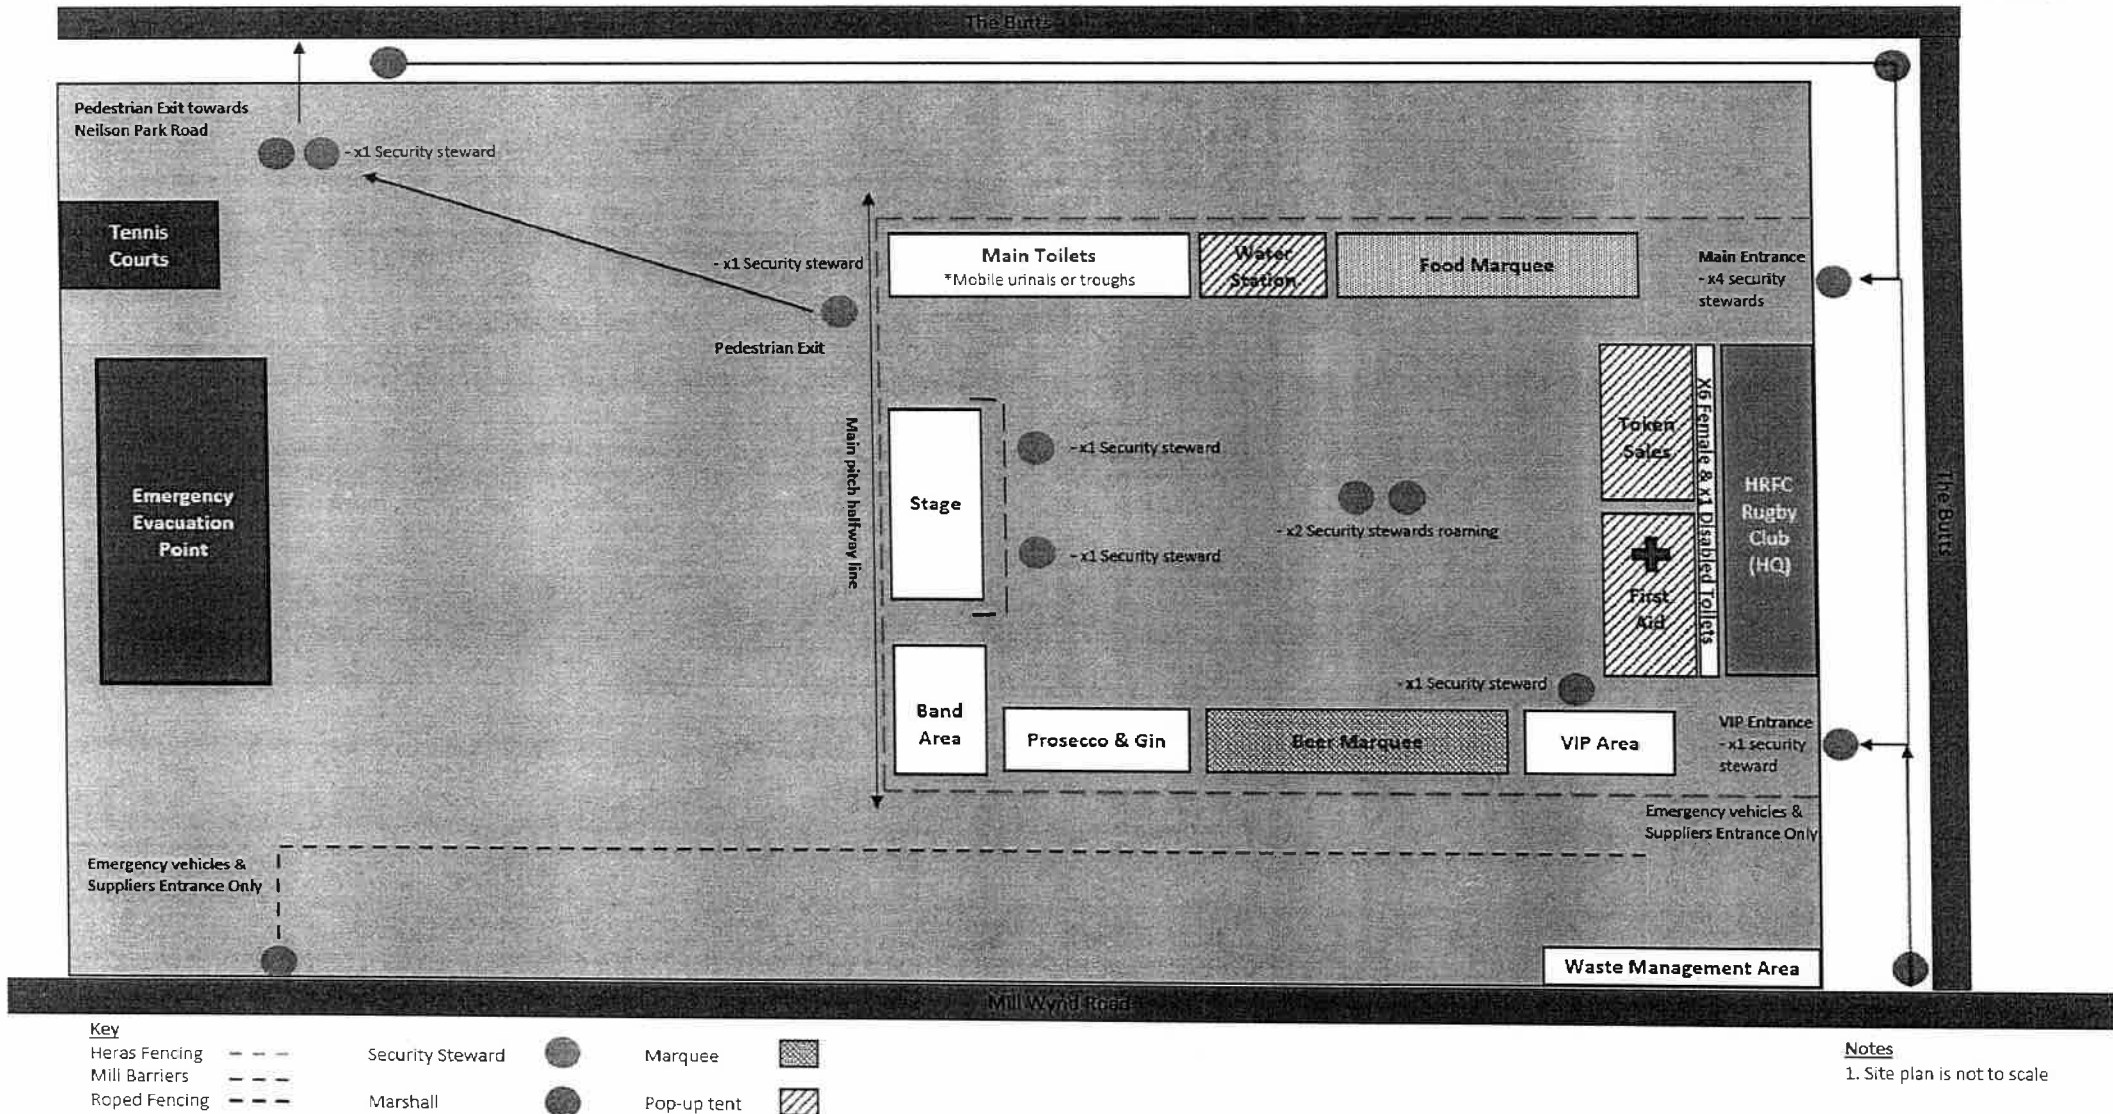 The Butts
Pedestrian Exit towards
Neilson Park Road
- x1 Security steward
Tennis
Courts
- x1 Security steward
Pedestrian Exit
Main Toilets
*Mobile urinals or troughs
Water
Station
Food Marquee
Main Entrance
- x4 security
stewards
Emergency
Evacuation
Point
Main pitch halfway line
Stage
- x1 Security steward
- x1 Security steward
- x2 Security stewards roaming
Token
Sales
First
Aid
X6 Female & x1 Disabled Toilets
HRFC
Rugby
Club
(HQ)
The Butts
- x1 Security steward
Band
Area
Prosecco & Gin
Beer Marquee
VIP Area
VIP Entrance
- x1 security
steward
Emergency vehicles &
Suppliers Entrance Only
Emergency vehicles &
Suppliers Entrance Only
Waste Management Area
Mill Wynd Road
Key
Heras Fencing
Mill Barriers
Roped Fencing
Security Steward
Marshall
Marquee
Pop-up tent
Notes
1. Site plan is not to scale